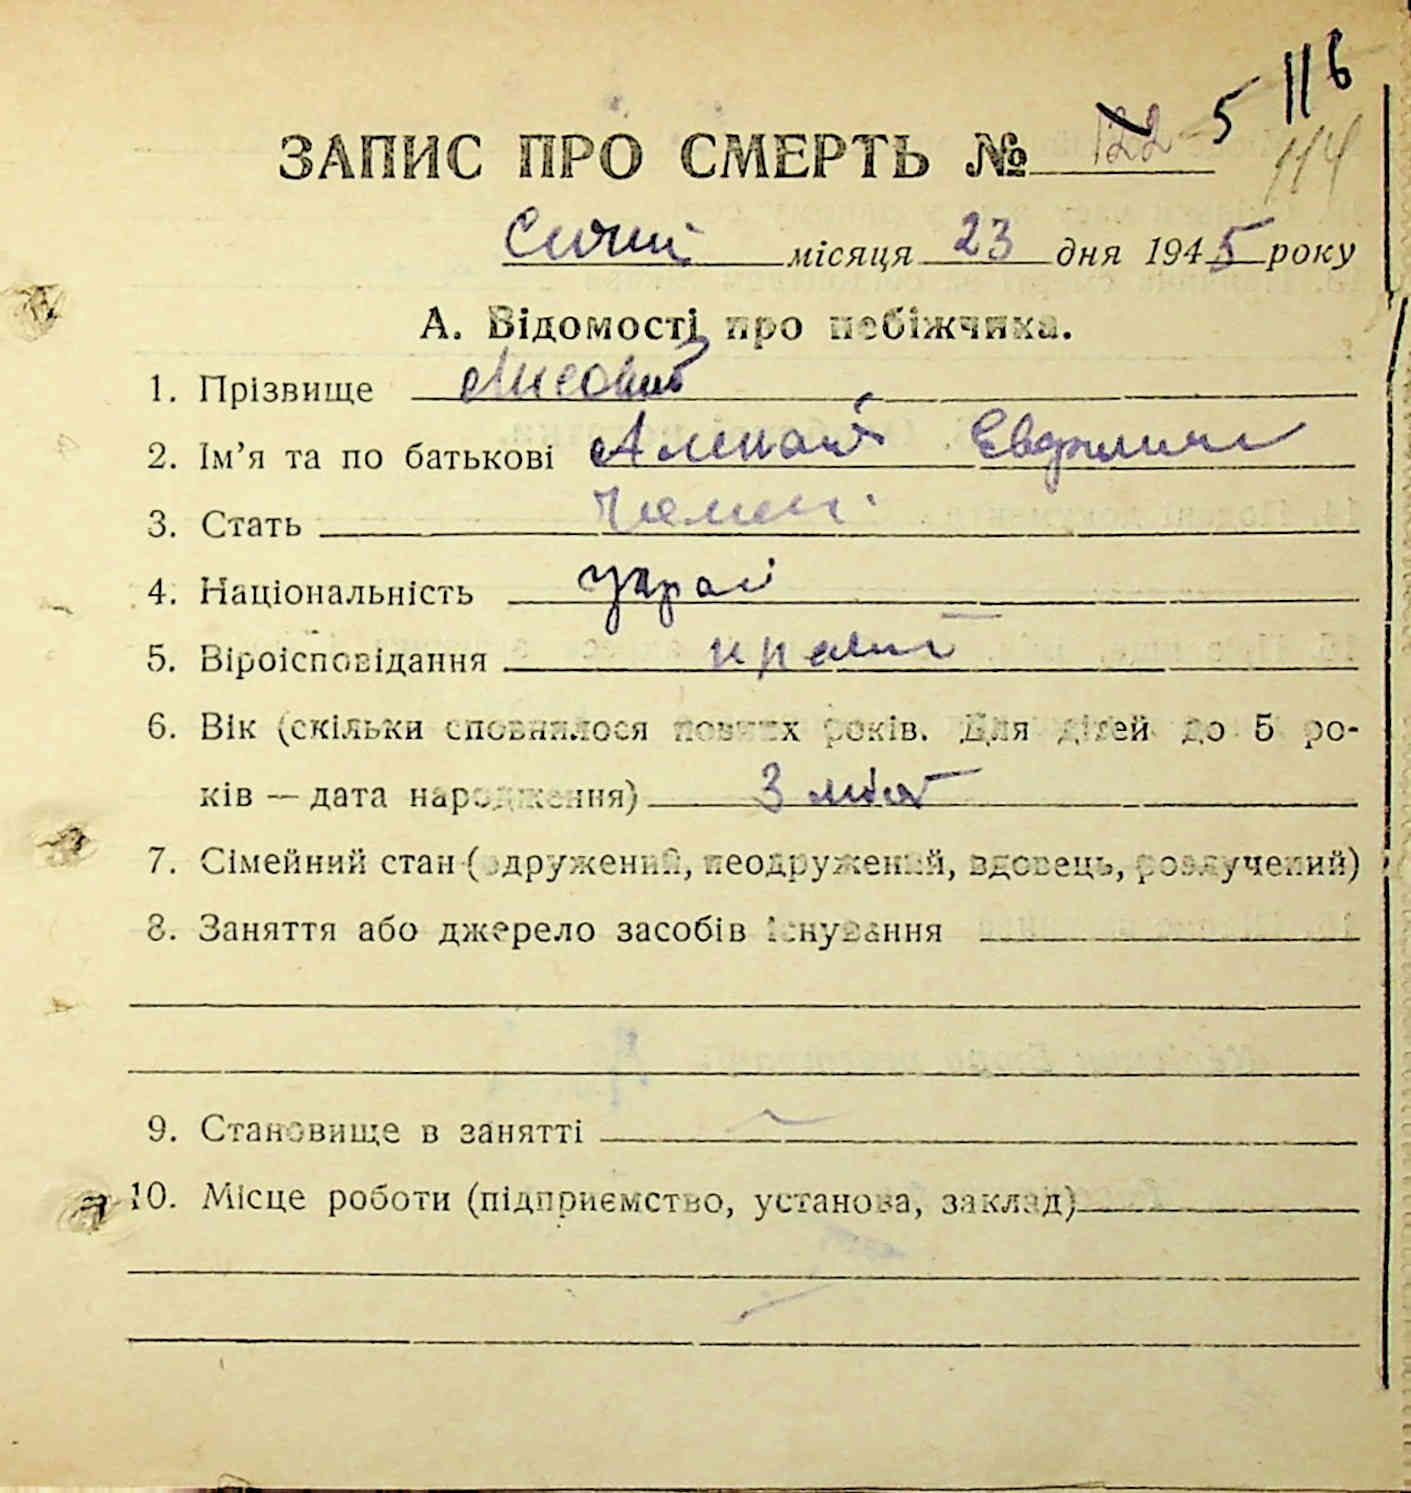 116
ЗАПИС ПРО СМЕРТЬ № 122 5
114
Січні місяця 23 дня 1945 року
А. Відомості про небіжчика.
1. Прізвище
2. Ім'я та по батькові
3. Стать
4. Національність Украї
5. Віроісповідання
6. Вік (скільки сповнилося повних років. Для дітей до 5 ро-
ків — дата народження) 3 міс
7. Сімейний стан (одружений, неодружений, вдовець, розлучений)
8. Заняття або джерело засобів існування
9. Становище в занятті
10. Місце роботи (підприємство, установа, заклад)